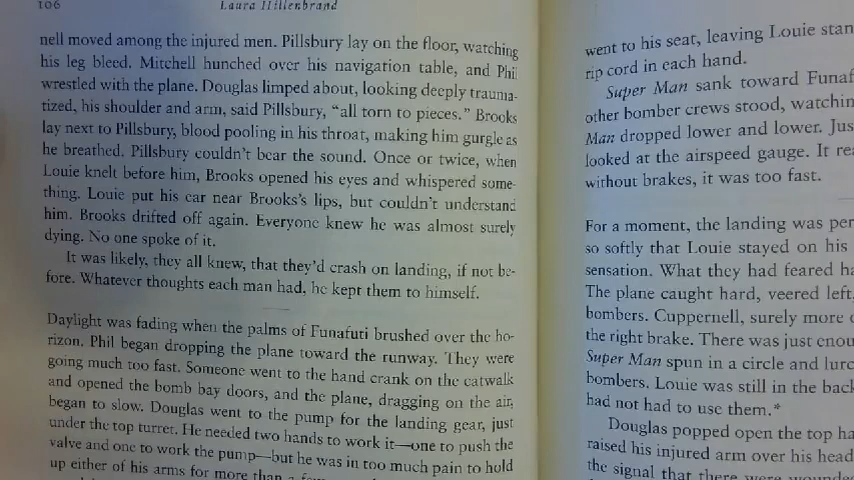 106
Laura Hillenbrand
nell moved among the injured men. Pillsbury lay on the floor, watching
his leg bleed. Mitchell hunched over his navigation table, and Phil
wrestled with the plane. Douglas limped about, looking deeply trauma-
tized, his shoulder and arm, said Pillsbury, "all torn to pieces." Brooks
lay next to Pillsbury, blood pooling in his throat, making him gurgle as
he breathed. Pillsbury couldn't bear the sound. Once or twice, when
Louie knelt before him, Brooks opened his eyes and whispered some-
thing. Louie put his ear near Brooks's lips, but couldn't understand
him. Brooks drifted off again. Everyone knew he was almost surely
dying. No one spoke of it.
It was likely, they all knew, that they'd crash on landing, if not be-
fore. Whatever thoughts each man had, he kept them to himself.
Daylight was fading when the palms of Funafuti brushed over the ho-
rizon. Phil began dropping the plane toward the runway. They were
going much too fast. Someone went to the hand crank on the catwalk
and opened the bomb bay doors, and the plane, dragging on the air,
began to slow. Douglas went to the pump for the landing gear, just
under the top turret. He needed two hands to work it—one to push the
valve and one to work the pump—but he was in too much pain to hold
up either of his arms for more than a few
went to his seat, leaving Louie stan
rip cord in each hand.
Super Man sank toward Funaf
other bomber crews stood, watchin
Man dropped lower and lower. Jus
looked at the airspeed gauge. It rea
without brakes, it was too fast.
For a moment, the landing was per
so softly that Louie stayed on his
sensation. What they had feared ha
The plane caught hard, veered left,
bombers. Cuppernell, surely more
the right brake. There was just enou
Super Man spun in a circle and lurc
bombers. Louie was still in the back
had not had to use them.*
Douglas popped open the top ha
raised his injured arm over his head
the signal that there were wounded